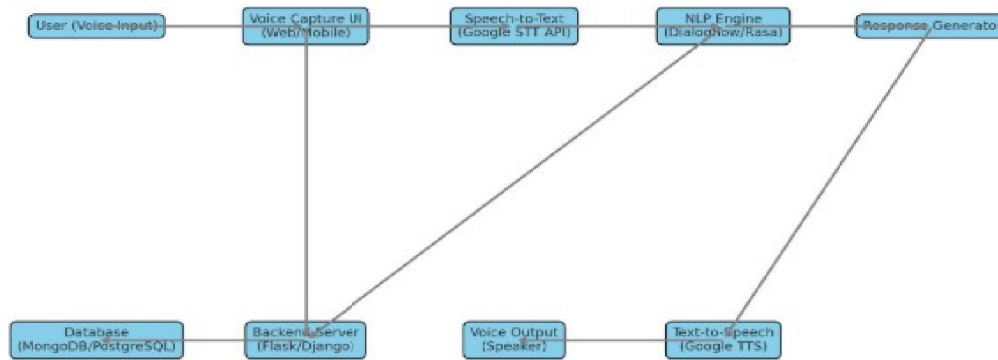 User (Voice Input)
Voice Capture UI
(Web/Mobile)
Speech-to-Text
(Google STT API)
NLP Engine
(Dialogflow/Rasa)
Response Generator
Database
(MongoDB/PostgreSQL)
Backend Server
(Flask/Django)
Voice Output
(Speaker)
Text-to-Speech
(Google TTS)